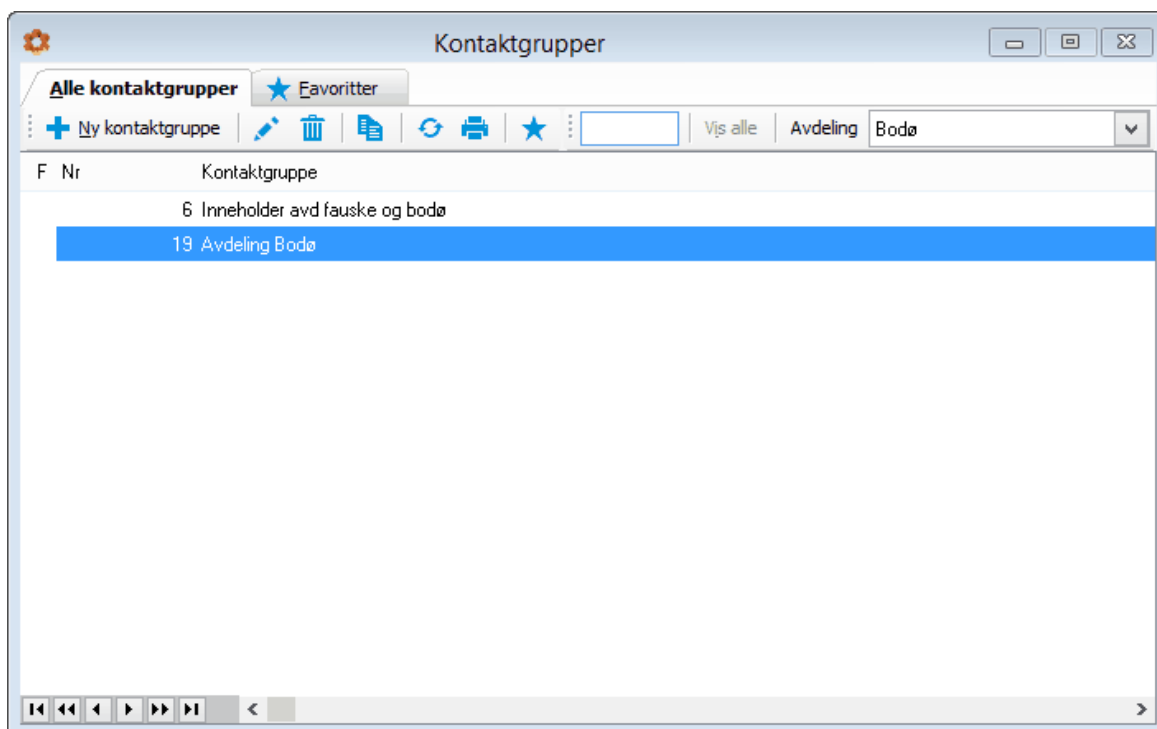 Kontaktgrupper
Alle kontaktgrupper Favoritter
Ny kontaktgruppe Vis alle Avdeling Bodø
F Nr Kontaktgruppe
6 Inneholder avd fauske og bodø
19 Avdeling Bodø